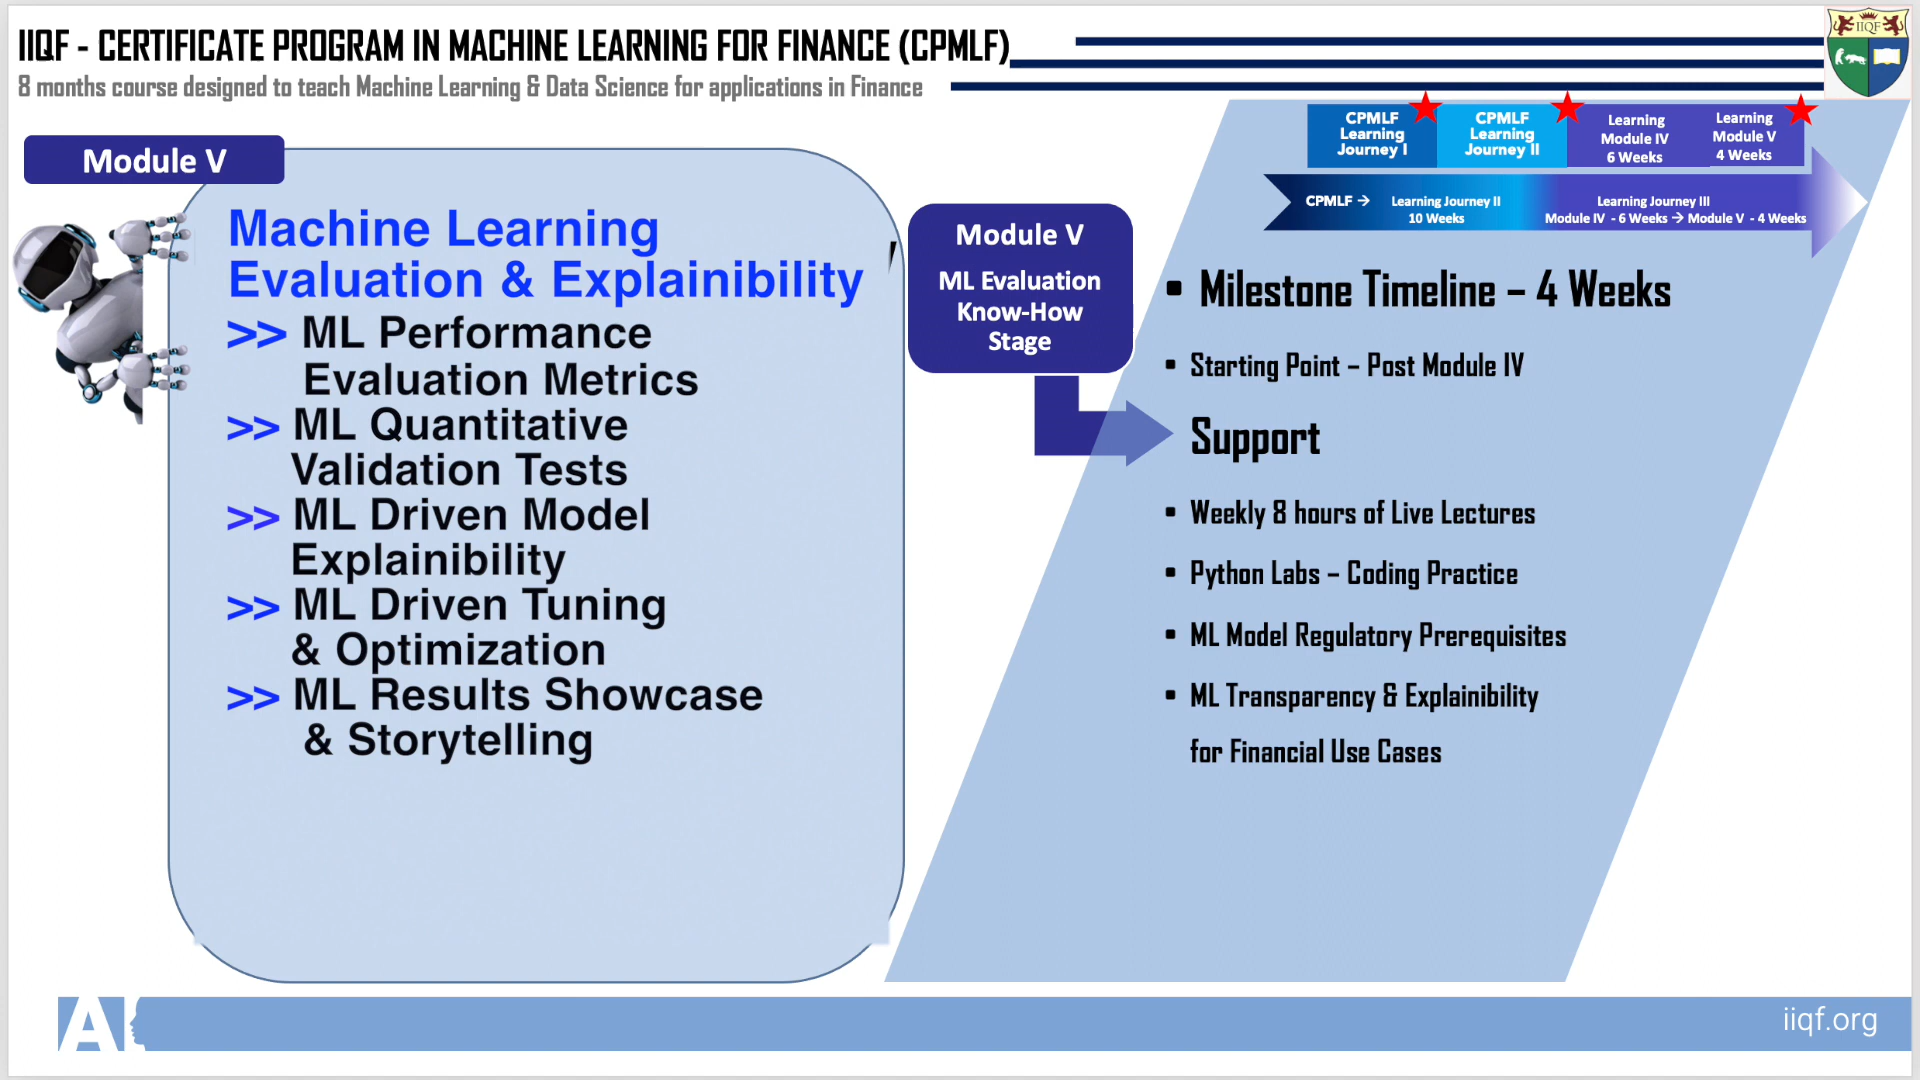 IIQF - CERTIFICATE PROGRAM IN MACHINE LEARNING FOR FINANCE (CPMLF)
8 months course designed to teach Machine Learning & Data Science for applications in Finance
IIQF
Module V
Machine Learning
Evaluation & Explainibility
>> ML Performance
Evaluation Metrics
>> ML Quantitative
Validation Tests
>> ML Driven Model
Explainibility
>> ML Driven Tuning
& Optimization
>> ML Results Showcase
& Storytelling
Module V
ML Evaluation
Know-How
Stage
CPMLF
Learning
Journey I
CPMLF
Learning
Journey II
Learning
Module IV
6 Weeks
Learning
Module V
4 Weeks
CPMLF →
Learning Journey II
10 Weeks
Learning Journey III
Module IV - 6 Weeks → Module V - 4 Weeks
▪ Milestone Timeline – 4 Weeks
▪ Starting Point – Post Module IV
Support
▪ Weekly 8 hours of Live Lectures
▪ Python Labs – Coding Practice
▪ ML Model Regulatory Prerequisites
▪ ML Transparency & Explainibility
for Financial Use Cases
AI
iiqf.org